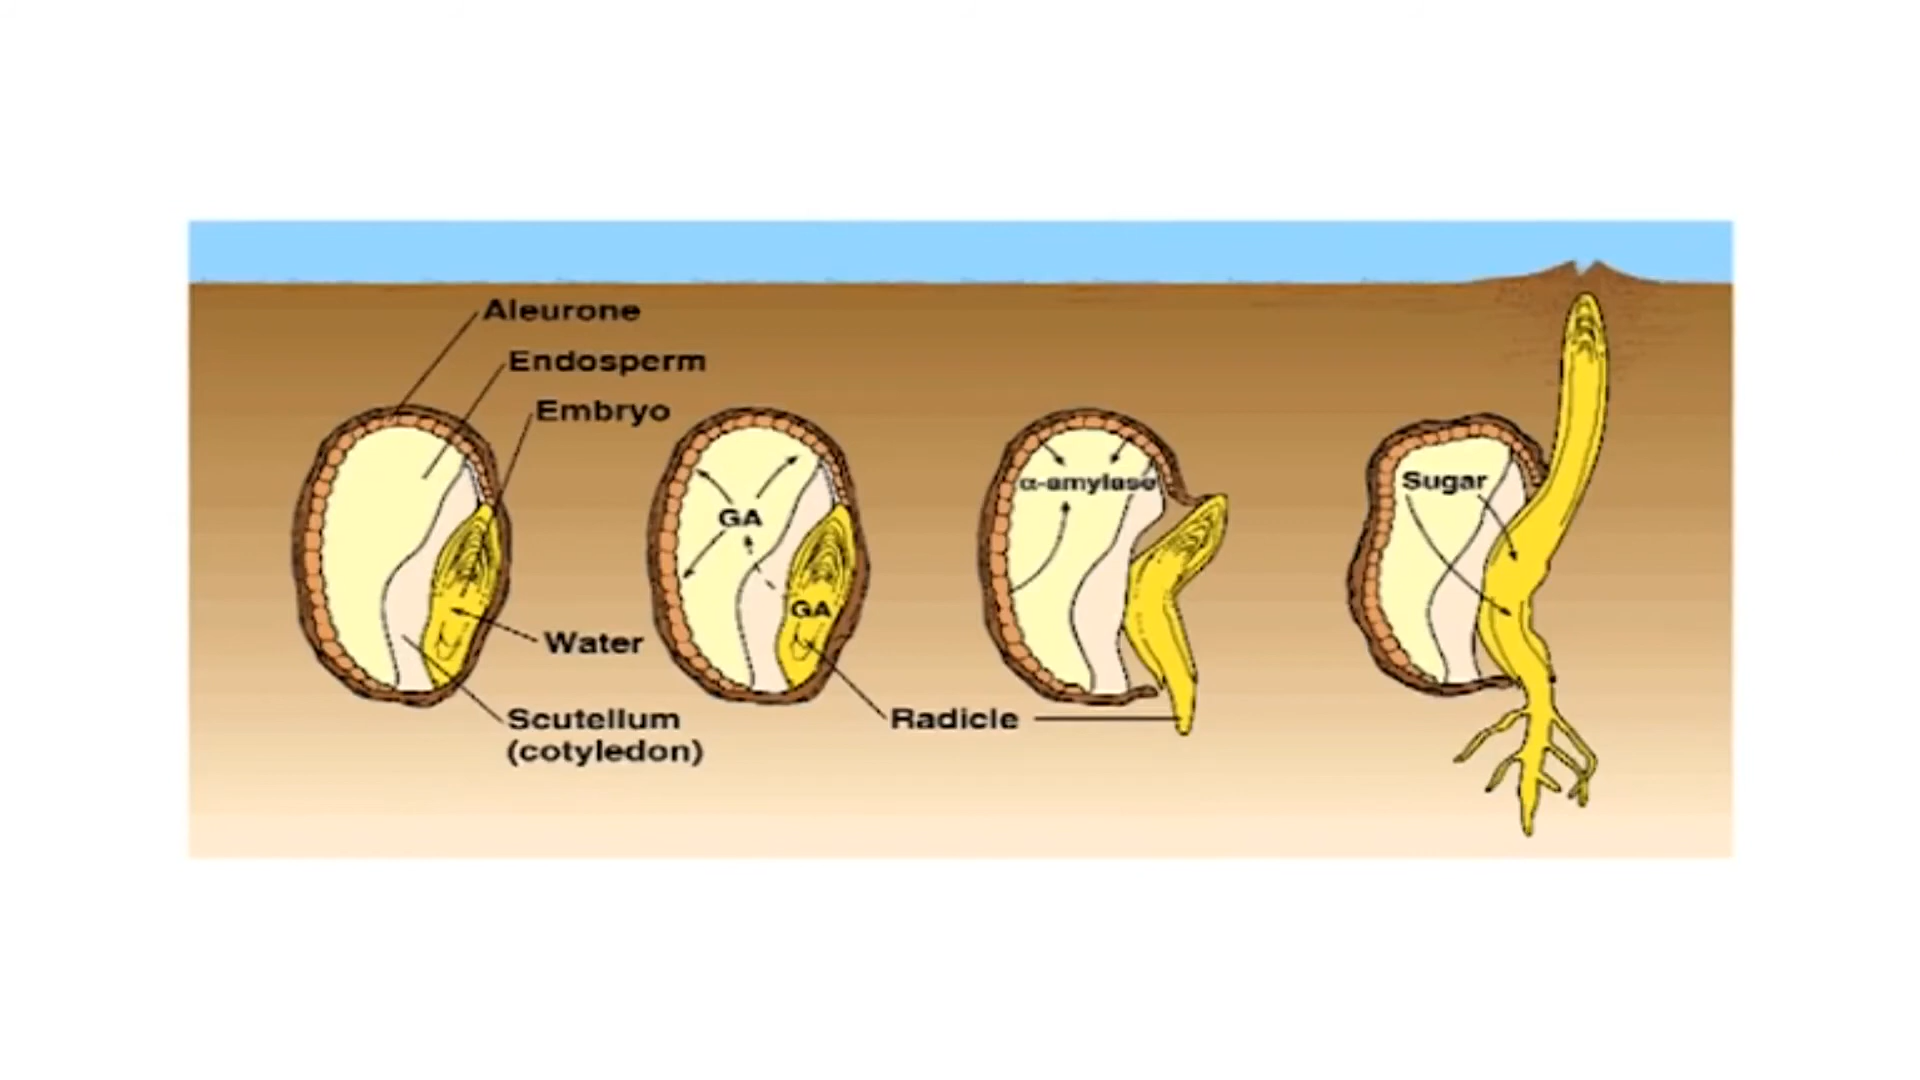 Aleurone
Endosperm
Embryo
α-amylase
Sugar
GA
GA
Water
Radicle
Scutellum
(cotyledon)